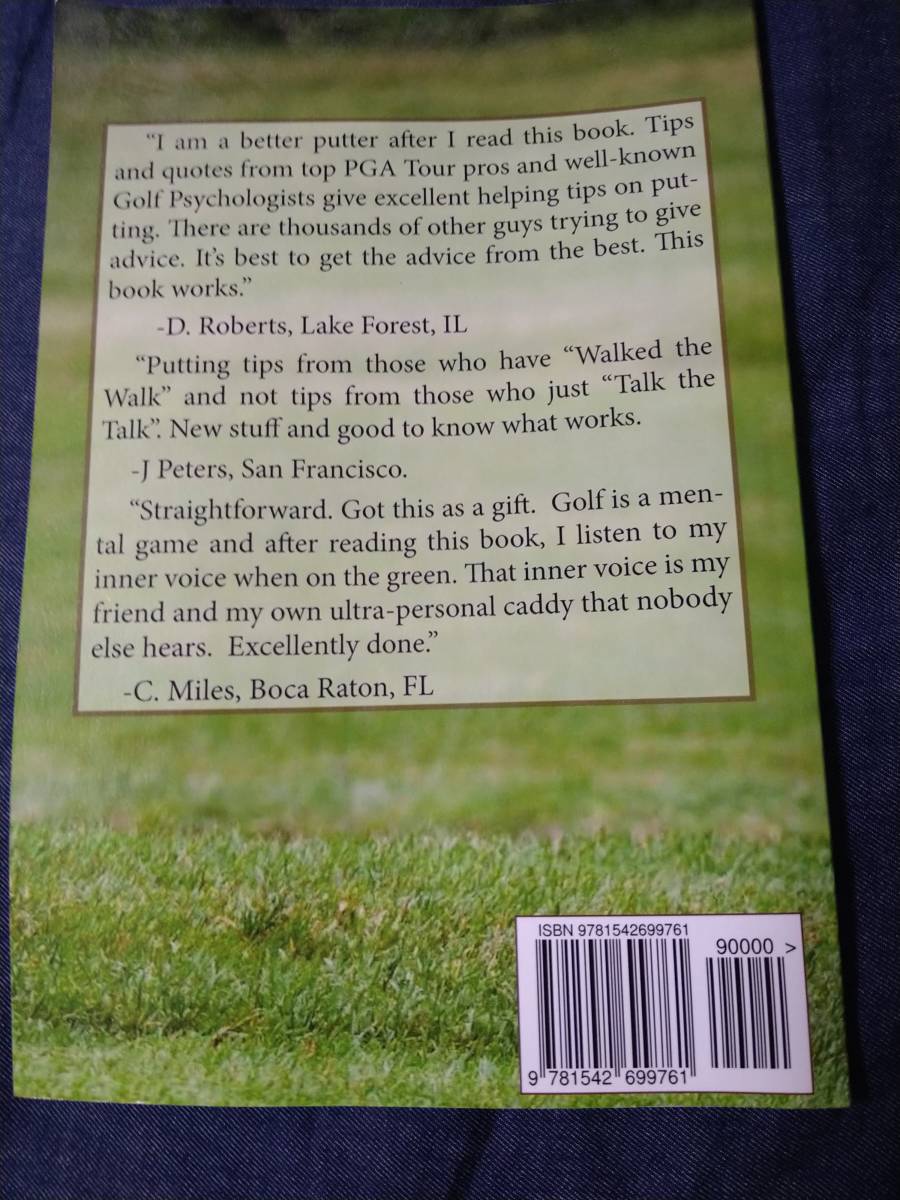 “I am a better putter after I read this book. Tips
and quotes from top PGA Tour pros and well-known
Golf Psychologists give excellent helping tips on put-
ting. There are thousands of other guys trying to give
advice. It’s best to get the advice from the best. This
book works.”
-D. Roberts, Lake Forest, IL
“Putting tips from those who have “Walked the
Walk” and not tips from those who just “Talk the
Talk”. New stuff and good to know what works.
-J Peters, San Francisco.
“Straightforward. Got this as a gift.  Golf is a men-
tal game and after reading this book, I listen to my
inner voice when on the green. That inner voice is my
friend and my own ultra-personal caddy that nobody
else hears.  Excellently done.”
-C. Miles, Boca Raton, FL
ISBN 9781542699761
90000 >
9 781542 699761